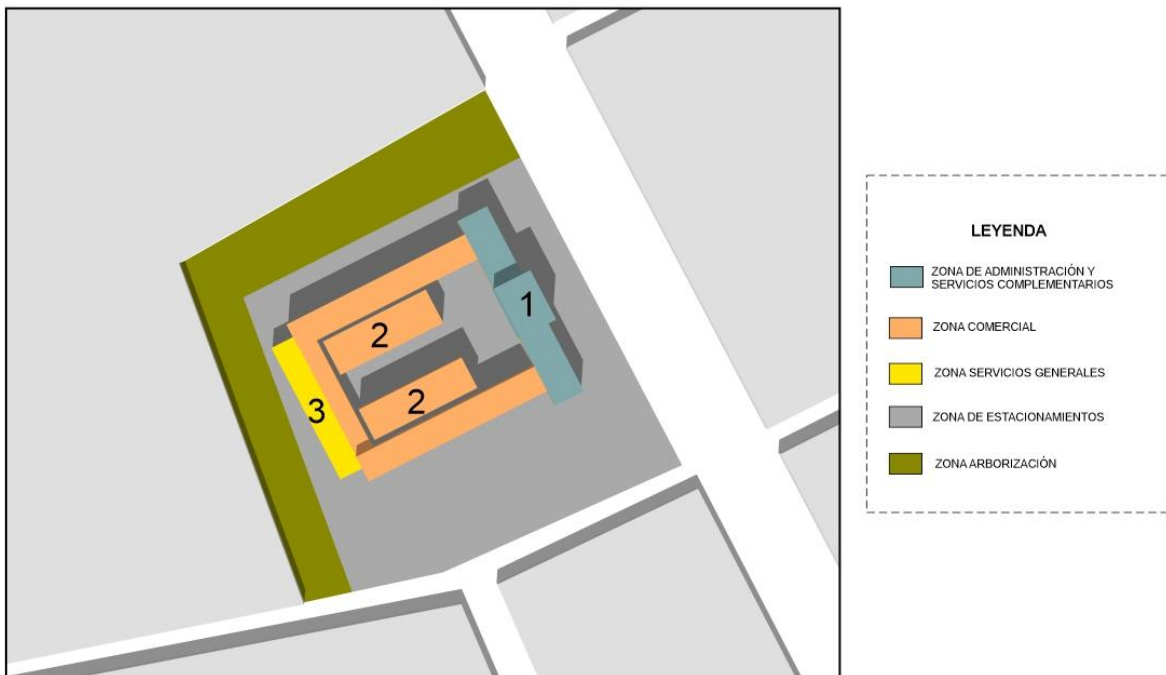 1
2
2
3
LEYENDA
ZONA DE ADMINISTRACIÓN Y
SERVICIOS COMPLEMENTARIOS
ZONA COMERCIAL
ZONA SERVICIOS GENERALES
ZONA DE ESTACIONAMIENTOS
ZONA ARBORIZACIÓN